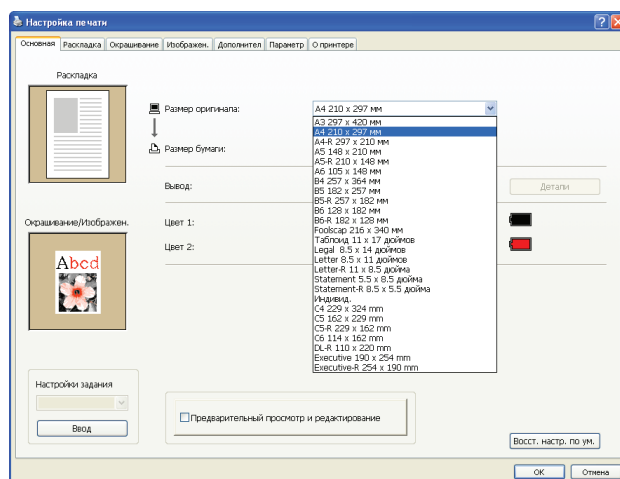 Настройка печати
Основная Раскладка Окрашивание Изображен. Дополнител Параметр О принтере
Раскладка
Размер оригинала:
A4 210 x 297 мм
A3 297 x 420 мм
A4 210 x 297 мм
A4-R 297 x 210 мм
A5 148 x 210 мм
A5-R 210 x 148 мм
A6 105 x 148 мм
B4 257 x 364 мм
B5 182 x 257 мм
B5-R 257 x 182 мм
B6 128 x 182 мм
B6-R 182 x 128 мм
Foolscap 216 x 340 мм
Таблоид 11 x 17 дюймов
Legal 8.5 x 14 дюймов
Letter 8.5 x 11 дюймов
Letter-R 11 x 8.5 дюйма
Statement 5.5 x 8.5 дюйма
Statement-R 8.5 x 5.5 дюйма
Индивид.
C4 229 x 324 mm
C5 162 x 229 mm
C5-R 229 x 162 mm
C6 114 x 162 mm
DL-R 110 x 220 mm
Executive 190 x 254 mm
Executive-R 254 x 190 mm
Размер бумаги:
Вывод:
Детали
Окрашивание/Изображен.
Цвет 1:
Цвет 2:
Abcd
Настройки задания
Ввод
Предварительный просмотр и редактирование
Восст. настр. по ум.
OK Отмена